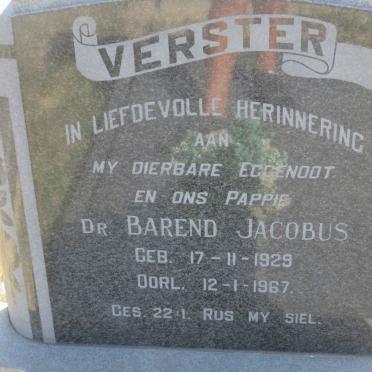 VERSTER
IN LIEFDEVOLLE HERINNERING
AAN
MY DIERBARE EGGENOOT
EN ONS PAPPIE
DR BAREND JACOBUS
GEB. 17-11-1929
OORL. 12-1-1967.
GES. 22:1. RUS MY SIEL.